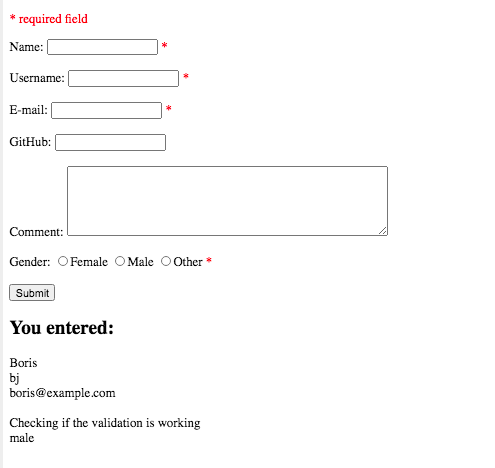 * required field
Name: *
Username: *
E-mail: *
GitHub:
Comment:
Gender: Female Male Other *
Submit
You entered:
Boris
bj
boris@example.com
Checking if the validation is working
male